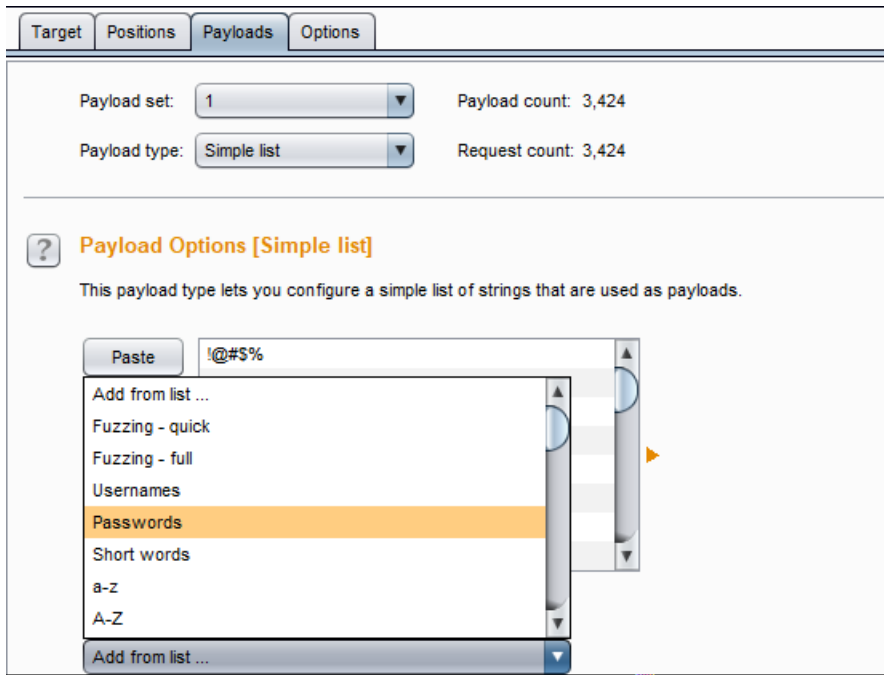 Target Positions Payloads Options
Payload set: 1 Payload count: 3,424
Payload type: Simple list Request count: 3,424
? Payload Options [Simple list]
This payload type lets you configure a simple list of strings that are used as payloads.
Paste !@#$%
Add from list ...
Fuzzing - quick
Fuzzing - full
Usernames
Passwords
Short words
a-z
A-Z
Add from list ...